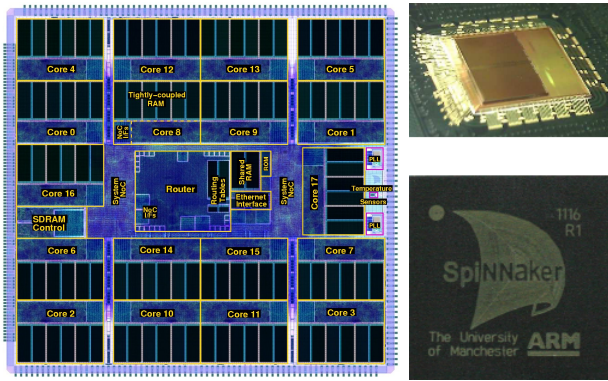 Core 4
Core 12
Core 13
Core 5
Tightly-coupled
RAM
Core 0
NoC
I/Fs
Core 8
Core 9
Core 1
Core 16
System
NoC
Router
Routing
Tables
Shared
RAM
ROM
System
NoC
Core 17
PLL
Temperature
Sensors
PLL
Ethernet
Interface
NoC
I/Fs
SDRAM
Control
Core 6
Core 14
Core 15
Core 7
Core 2
Core 10
Core 11
Core 3
1116
R1
SpiNNaker
The University
of Manchester
ARM